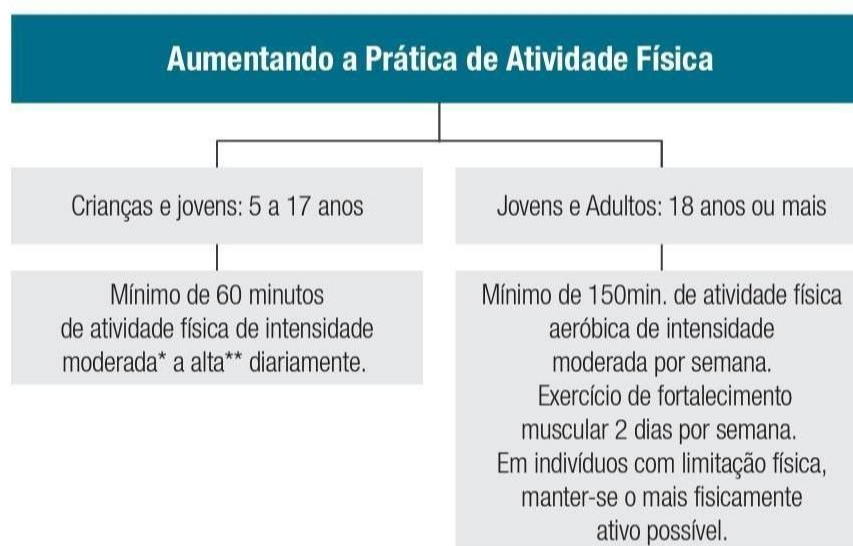 Aumentando a Prática de Atividade Física
Crianças e jovens: 5 a 17 anos
Mínimo de 60 minutos
de atividade física de intensidade
moderada* a alta** diariamente.
Jovens e Adultos: 18 anos ou mais
Mínimo de 150min. de atividade física
aeróbica de intensidade
moderada por semana.
Exercício de fortalecimento
muscular 2 dias por semana.
Em indivíduos com limitação física,
manter-se o mais fisicamente
ativo possível.